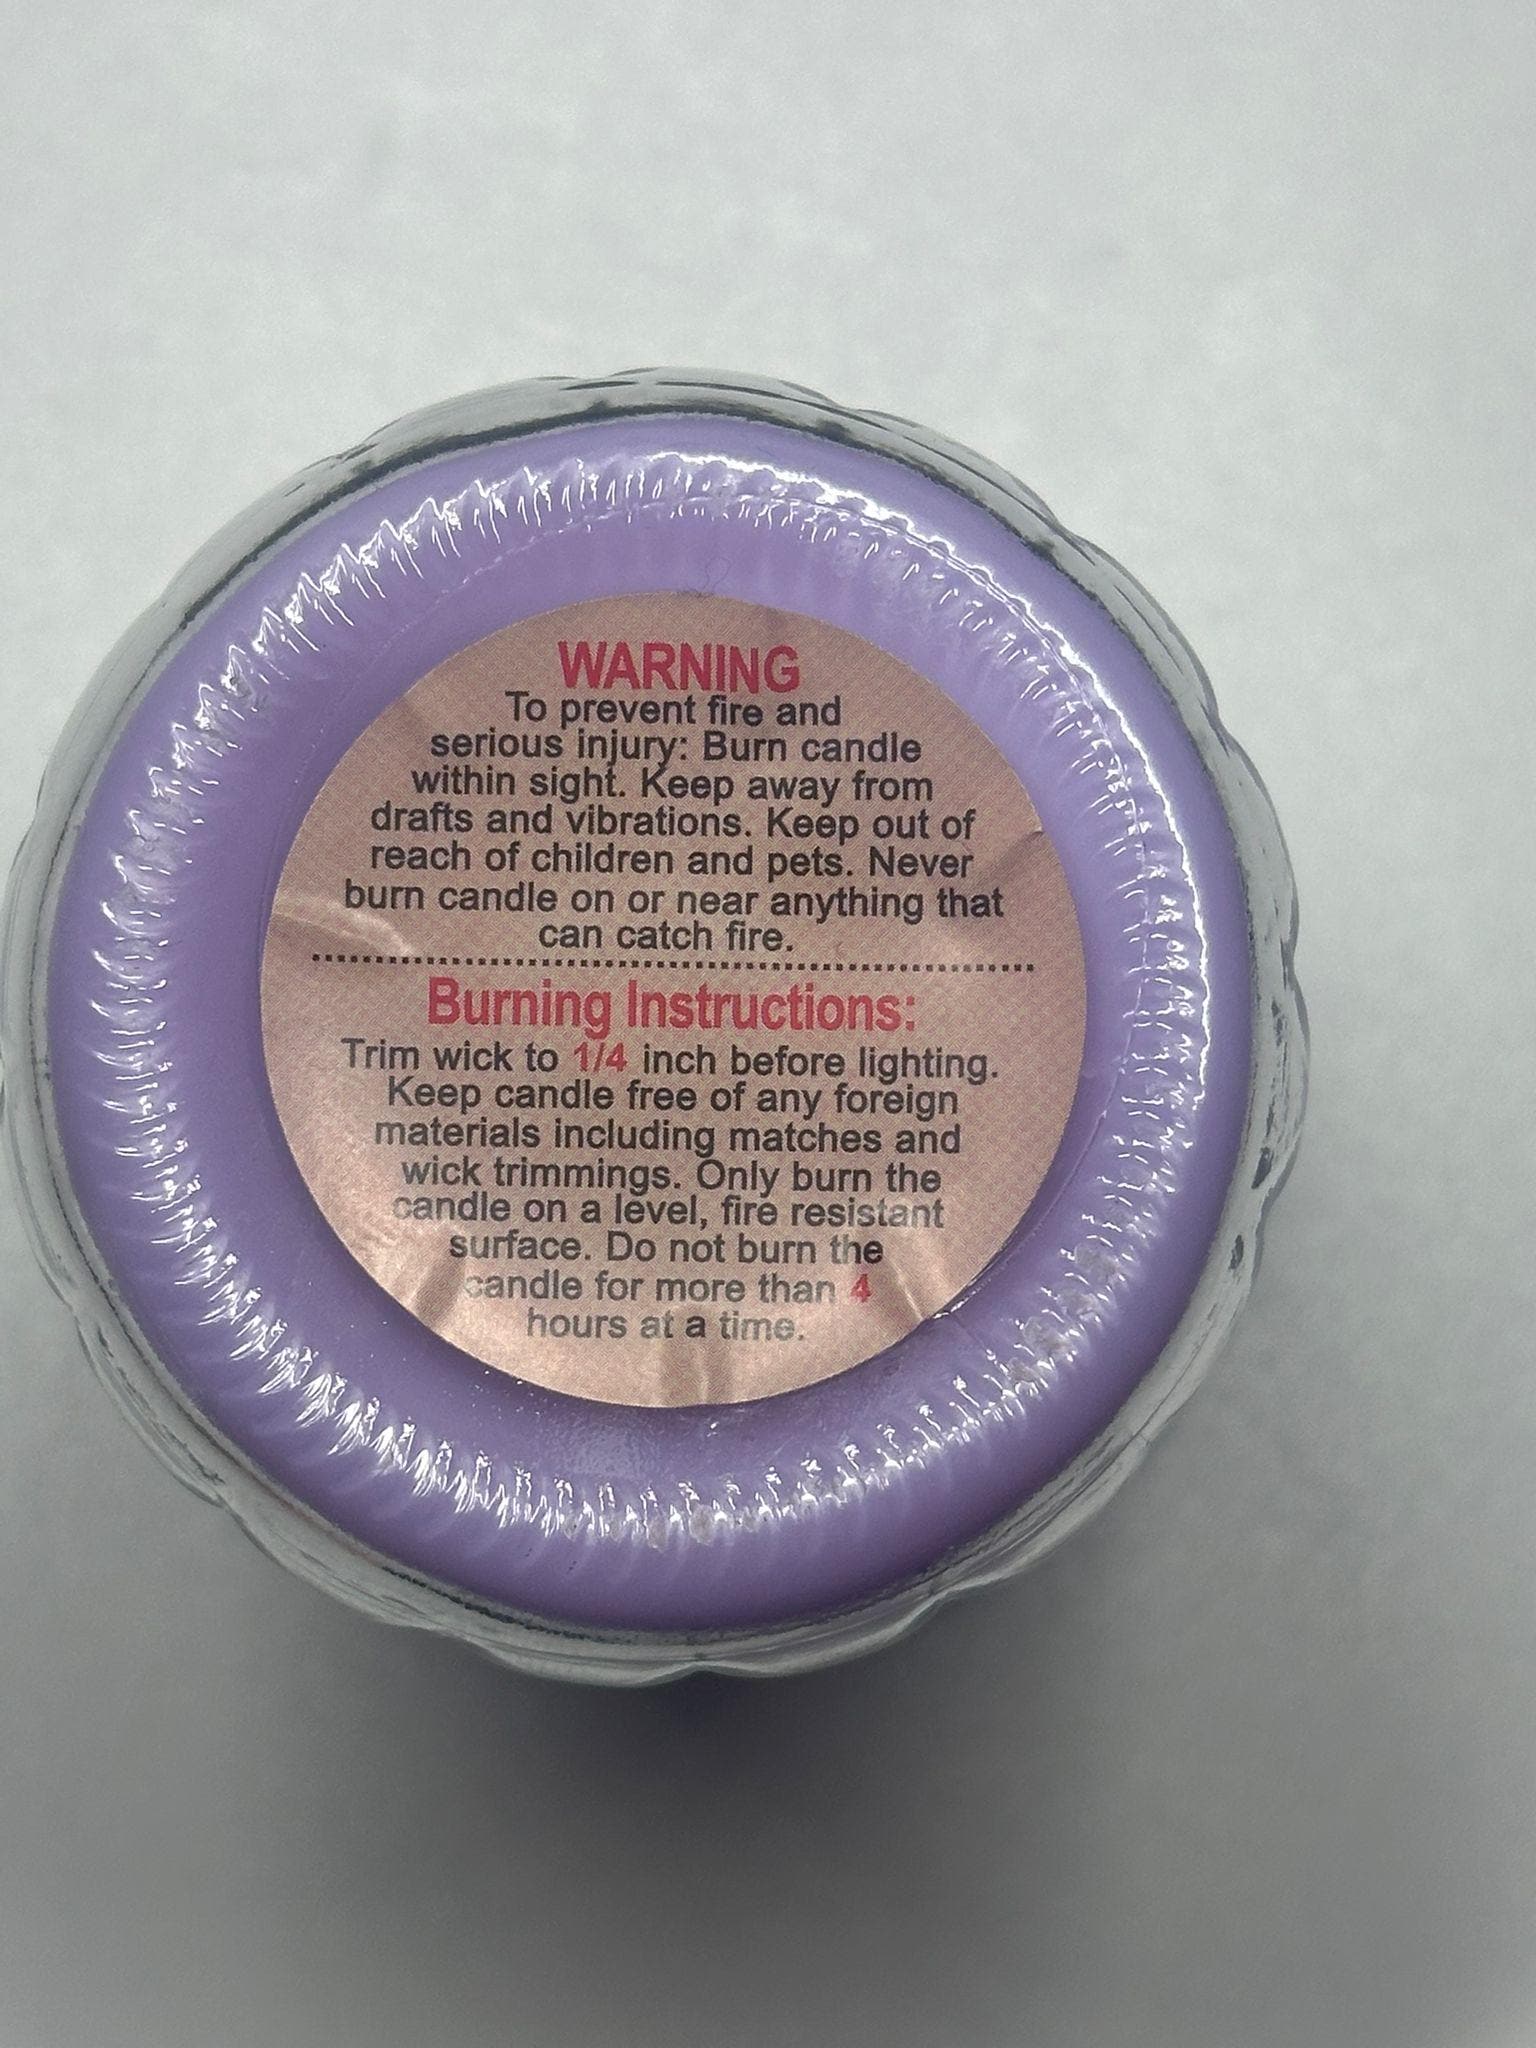 WARNING
To prevent fire and
serious injury: Burn candle
within sight. Keep away from
drafts and vibrations. Keep out of
reach of children and pets. Never
burn candle on or near anything that
can catch fire.
Burning Instructions:
Trim wick to 1/4 inch before lighting.
Keep candle free of any foreign
materials including matches and
wick trimmings. Only burn the
candle on a level, fire resistant
surface. Do not burn the
candle for more than 4
hours at a time.